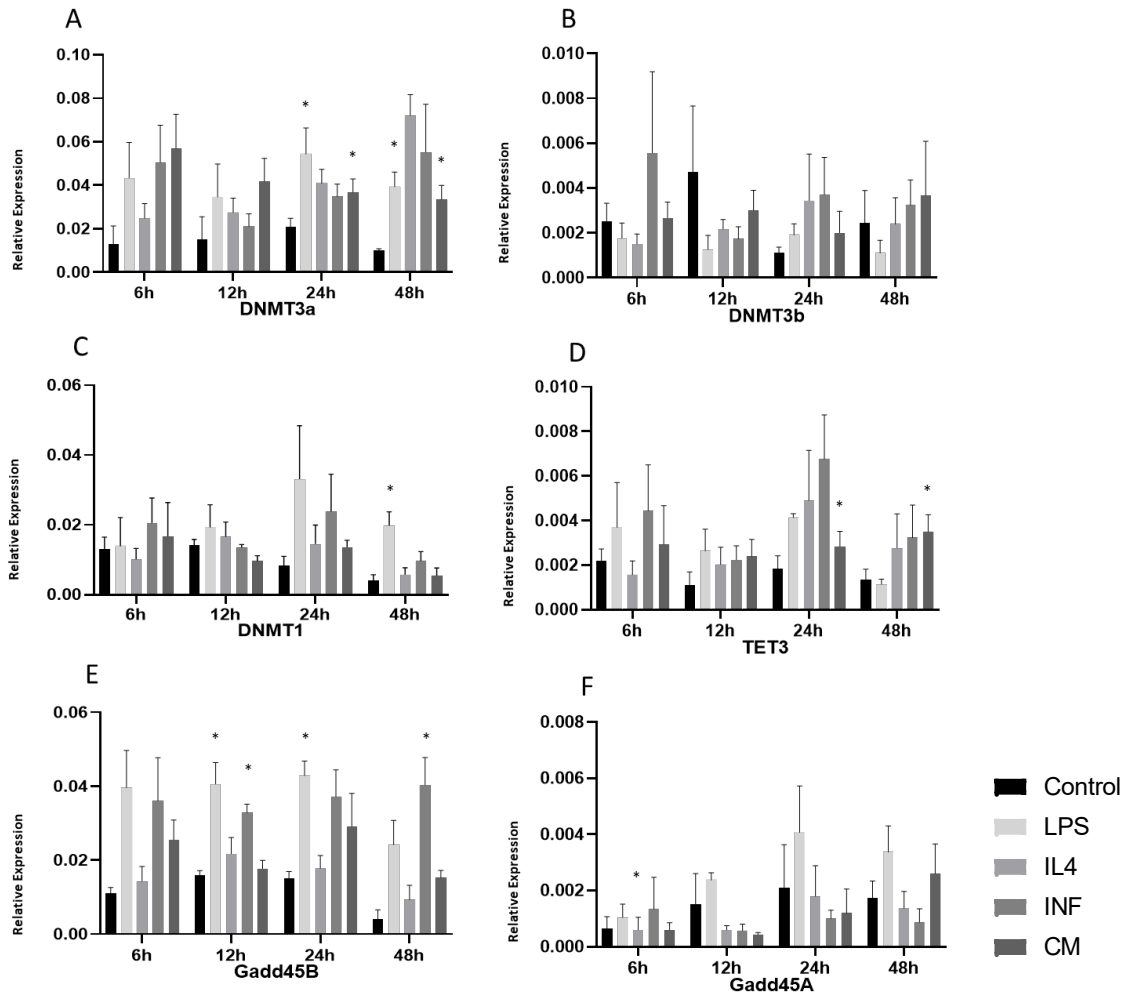 A
Relative Expression
0.10
0.08
0.06
0.04
0.02
0.00
* * * *
6h 12h 24h 48h
DNMT3a
B
Relative Expression
0.010
0.008
0.006
0.004
0.002
0.000
6h 12h 24h 48h
DNMT3b
C
Relative Expression
0.06
0.04
0.02
0.00
*
6h 12h 24h 48h
DNMT1
D
Relative Expression
0.010
0.008
0.006
0.004
0.002
0.000
* *
6h 12h 24h 48h
TET3
E
Relative Expression
0.06
0.04
0.02
0.00
* * * *
6h 12h 24h 48h
Gadd45B
F
Relative Expression
0.008
0.006
0.004
0.002
0.000
*
6h 12h 24h 48h
Gadd45A
Control
LPS
IL4
INF
CM